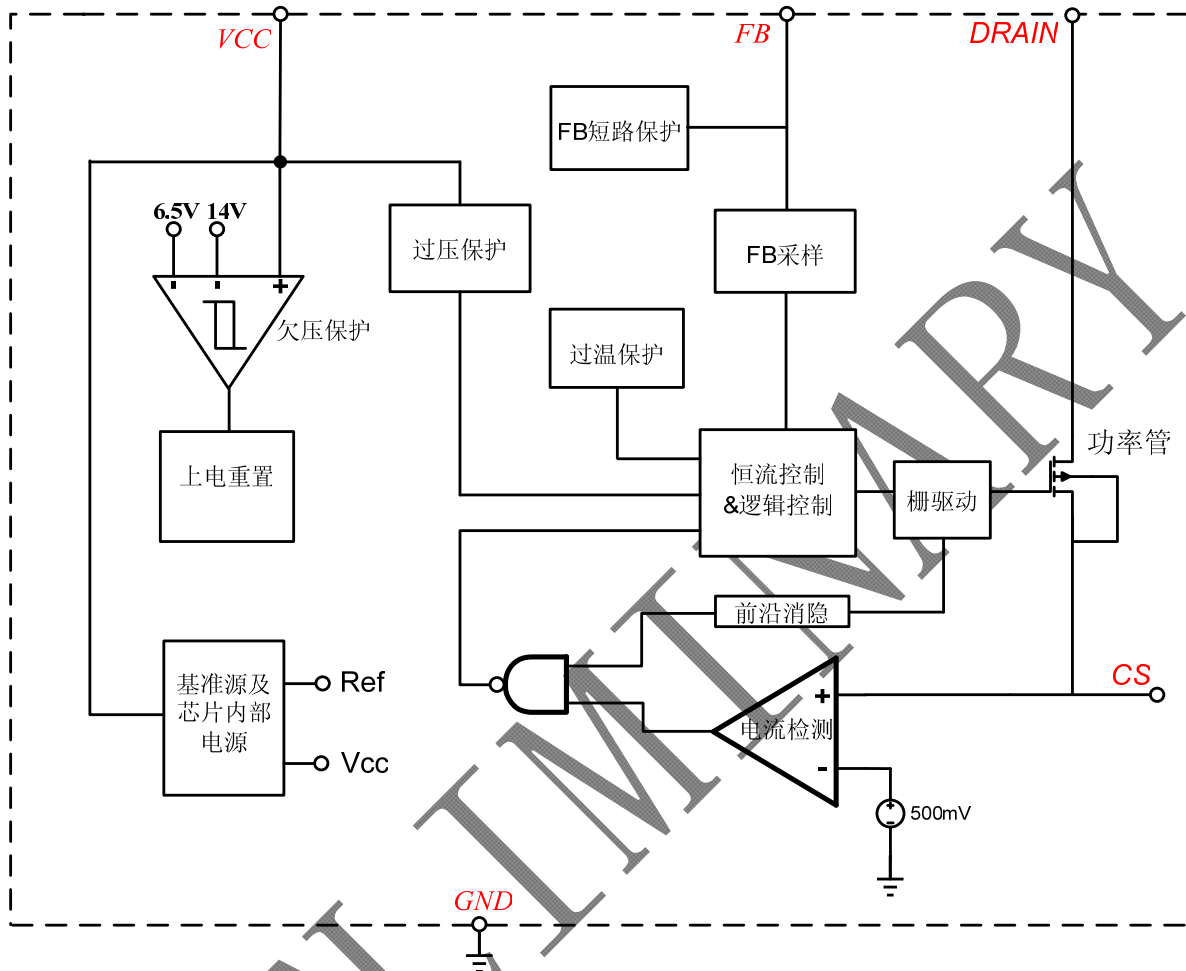 VCC
FB
DRAIN
FB短路保护
6.5V 14V
过压保护
FB采样
- - +
欠压保护
过温保护
功率管
上电重置
恒流控制
&逻辑控制
栅驱动
前沿消隐
基准源及
芯片内部
电源
Ref
Vcc
CS
+
电流检测
-
+
-
500mV
GND
LIMINARY